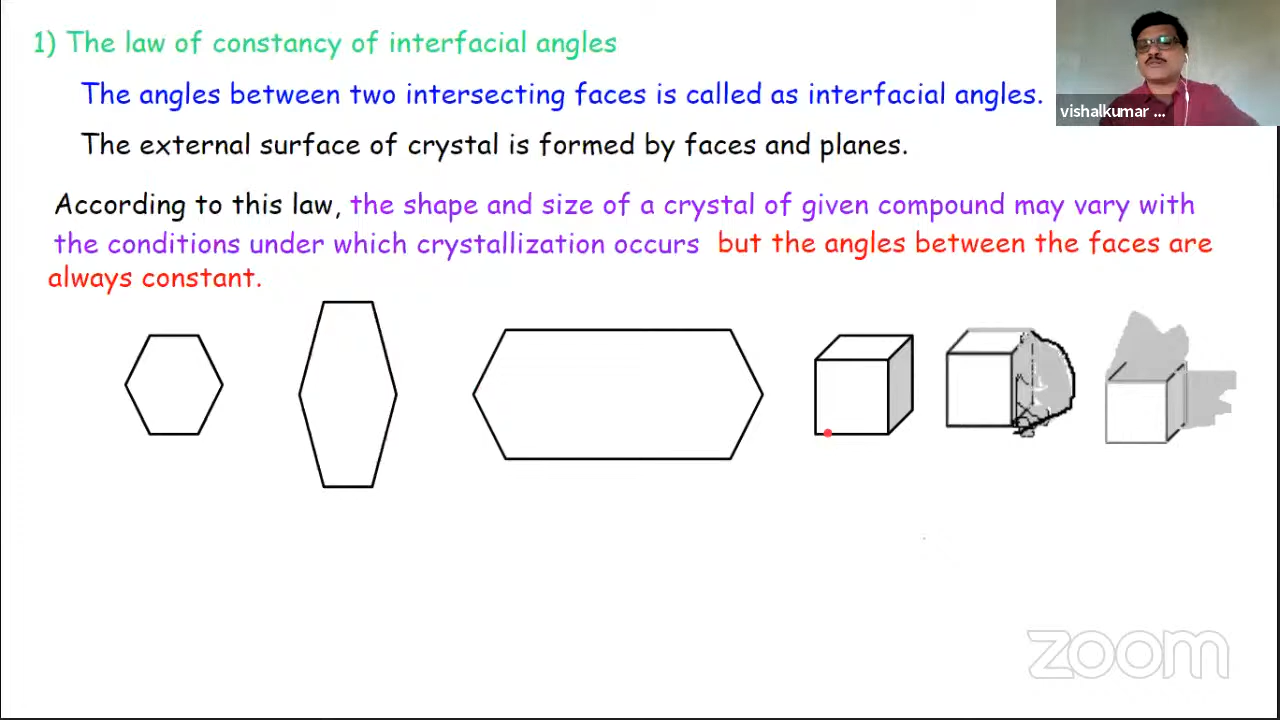 1) The law of constancy of interfacial angles
The angles between two intersecting faces is called as interfacial angles.
vishalkumar ...
The external surface of crystal is formed by faces and planes.
According to this law, the shape and size of a crystal of given compound may vary with
the conditions under which crystallization occurs but the angles between the faces are
always constant.
zoom